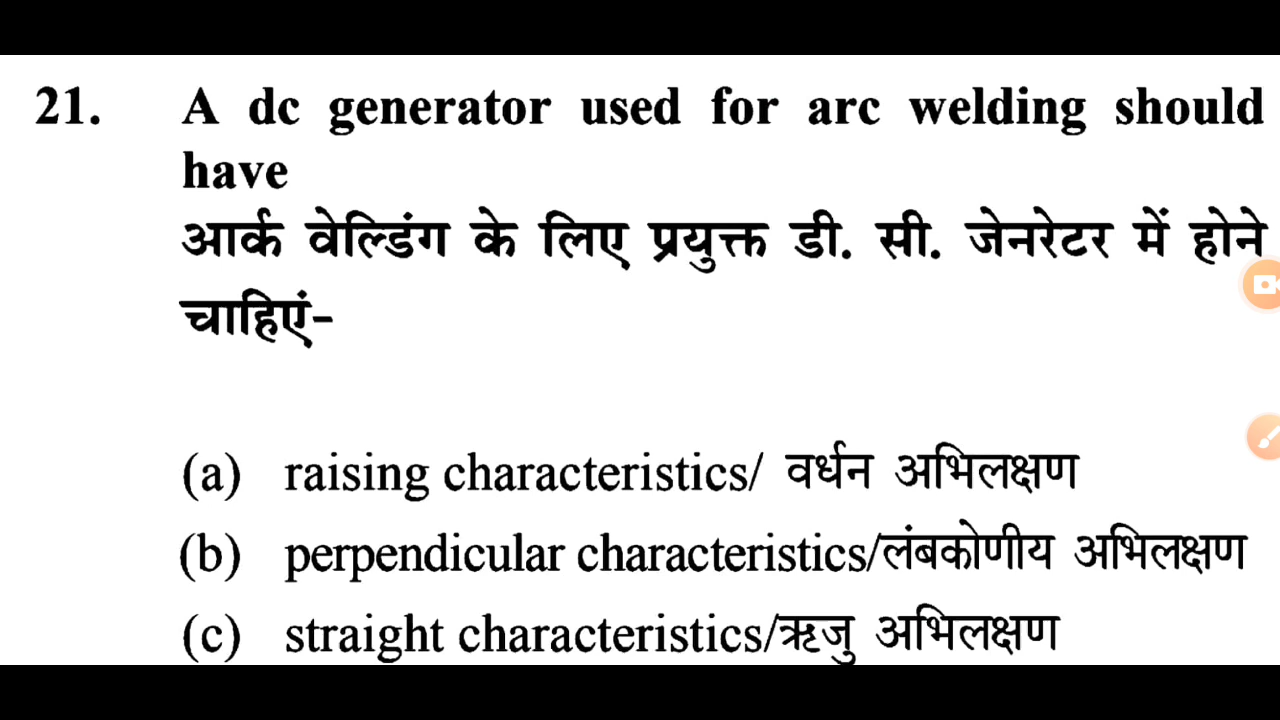 21. A dc generator used for arc welding should
have
आर्क वेल्डिंग के लिए प्रयुक्त डी. सी. जेनरेटर में होने
चाहिएं-
(a) raising characteristics/ वर्धन अभिलक्षण
(b) perpendicular characteristics/लंबकोणीय अभिलक्षण
(c) straight characteristics/ऋजु अभिलक्षण